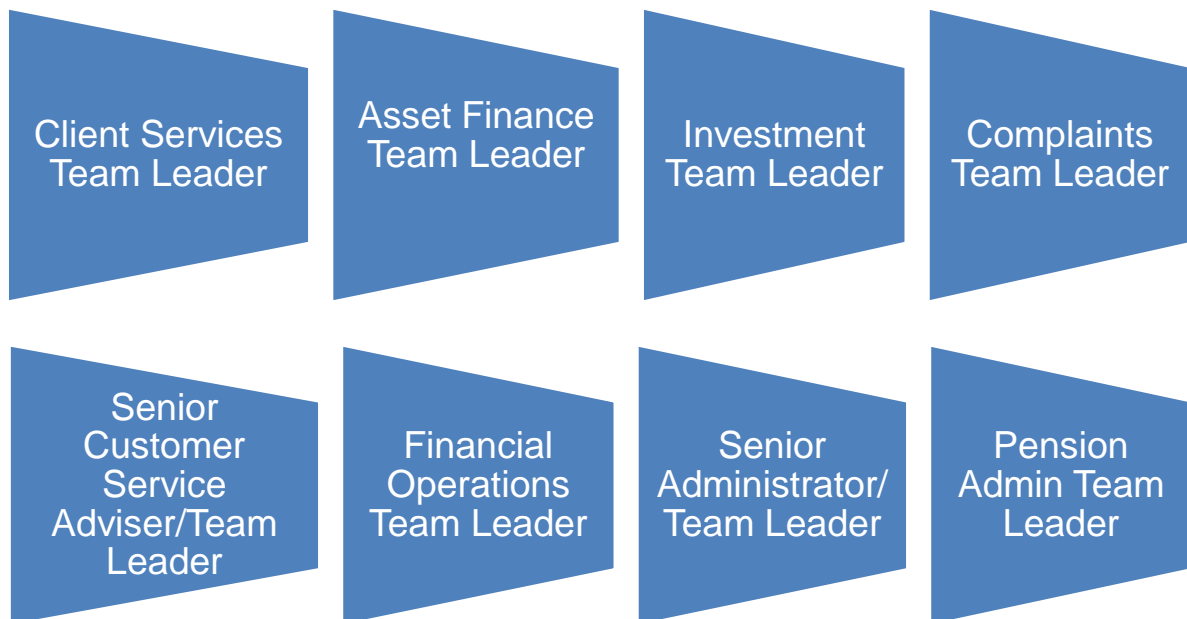 Client Services
Team Leader
Asset Finance
Team Leader
Investment
Team Leader
Complaints
Team Leader
Senior
Customer
Service
Adviser/Team
Leader
Financial
Operations
Team Leader
Senior
Administrator/
Team Leader
Pension
Admin Team
Leader